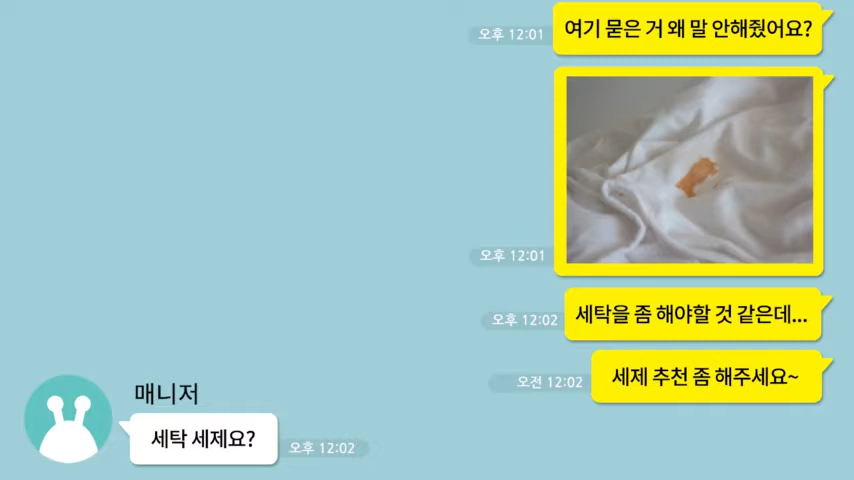 오후 12:01 여기 묻은 거 왜 말 안해줬어요?
오후 12:01
오후 12:02 세탁을 좀 해야할 것 같은데...
오전 12:02 세제 추천 좀 해주세요~
매니저
세탁 세제요? 오후 12:02